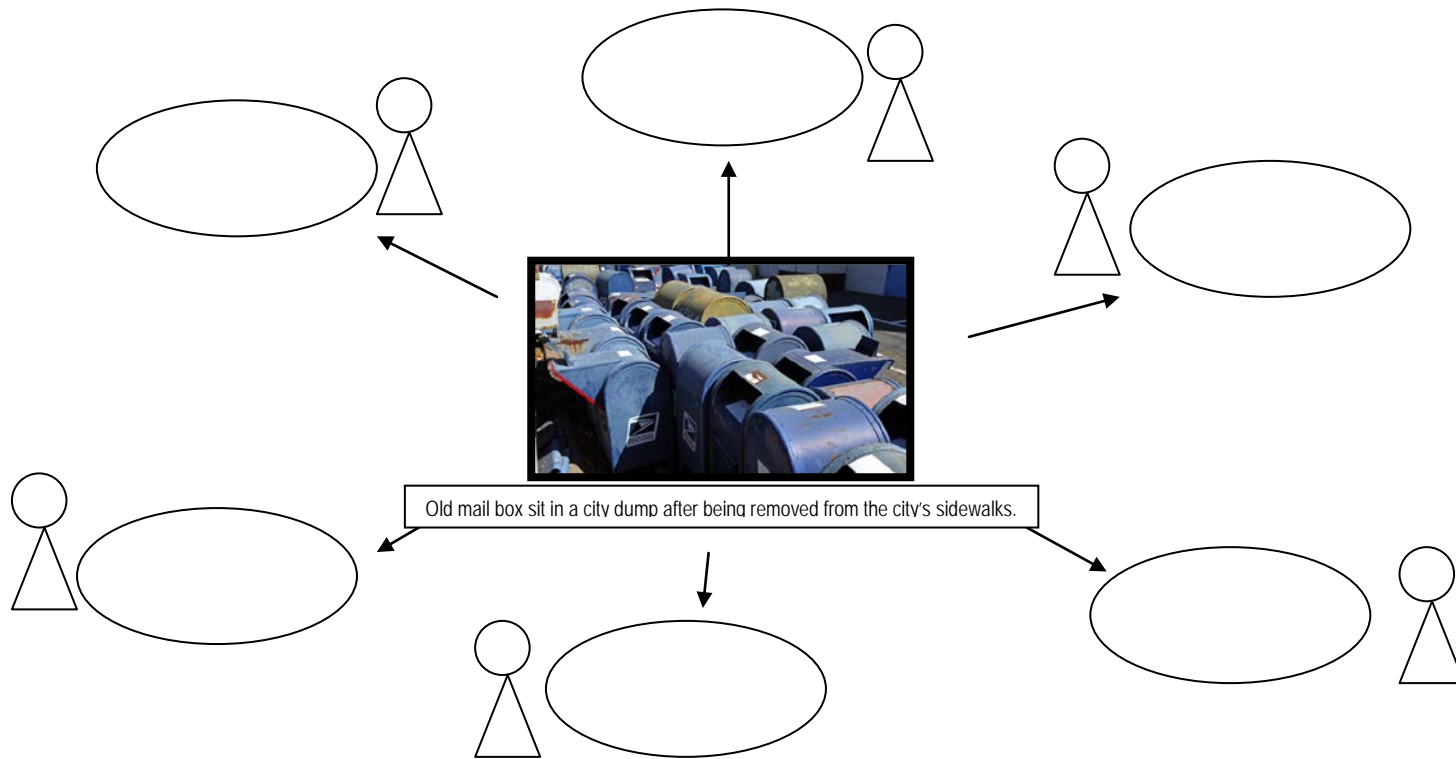 Old mail box sit in a city dump after being removed from the city's sidewalks.